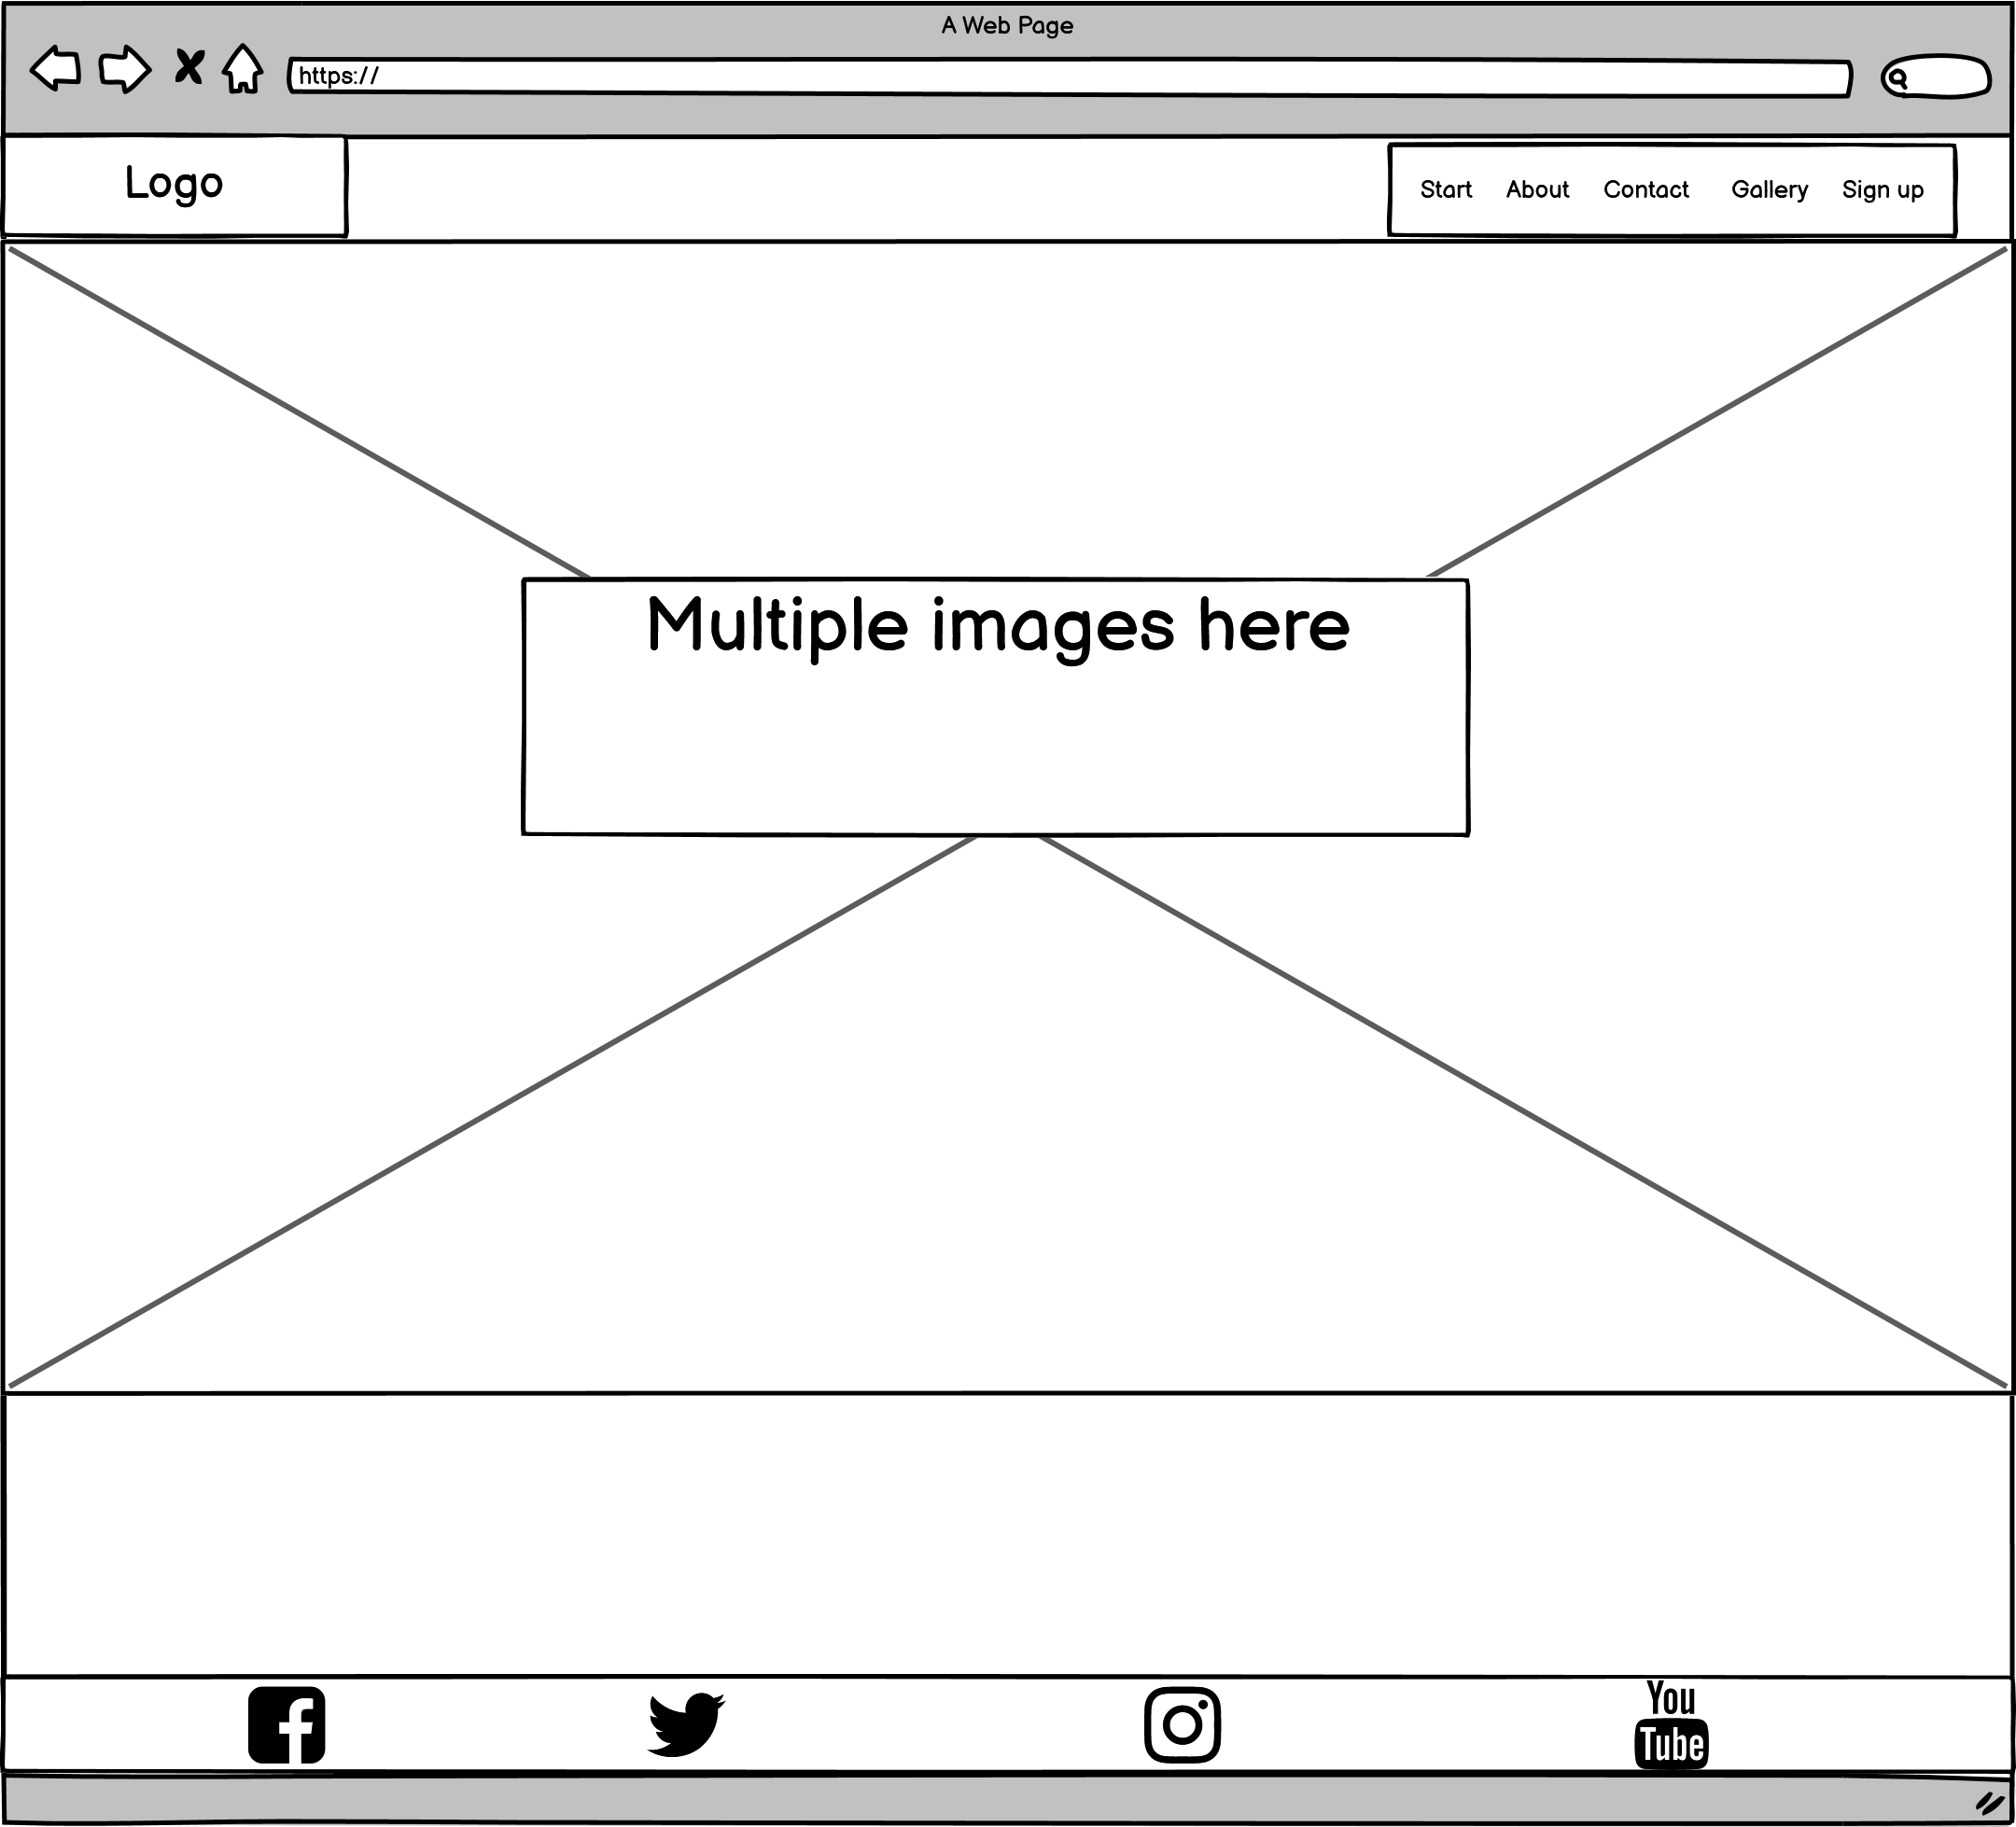 A Web Page
https://
Logo
Start About Contact Gallery Sign up
Multiple images here
You
Tube